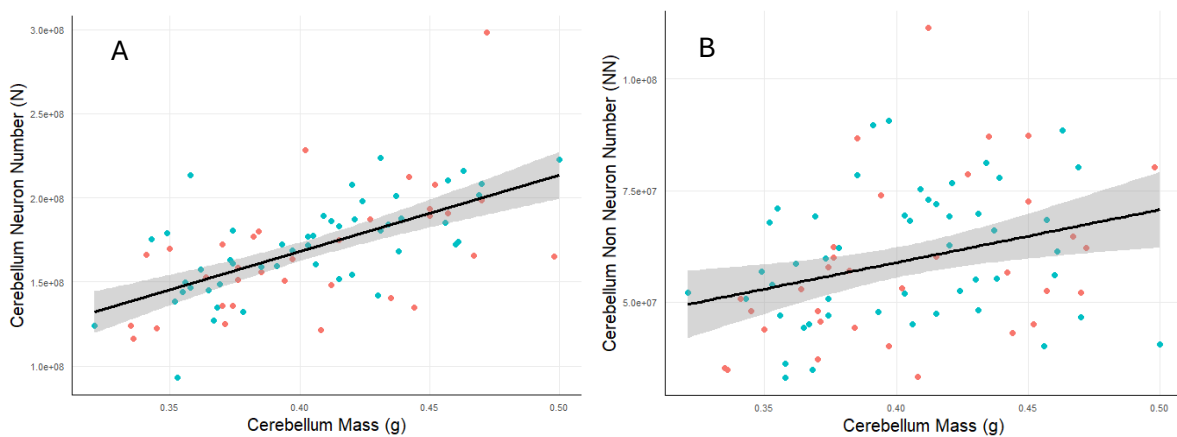 A
Cerebellum Neuron Number (N)
3.0e+08
2.5e+08
2.0e+08
1.5e+08
1.0e+08
0.35
0.40
0.45
0.50
Cerebellum Mass (g)
B
Cerebellum Non Neuron Number (NN)
1.0e+08
7.5e+07
5.0e+07
0.35
0.40
0.45
0.50
Cerebellum Mass (g)